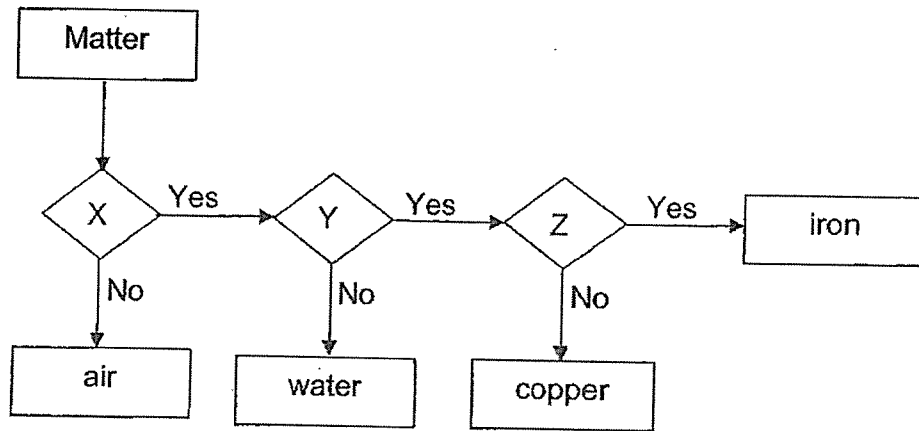 Matter
X
Yes
Y
Yes
Z
Yes
iron
No
No
No
air
water
copper